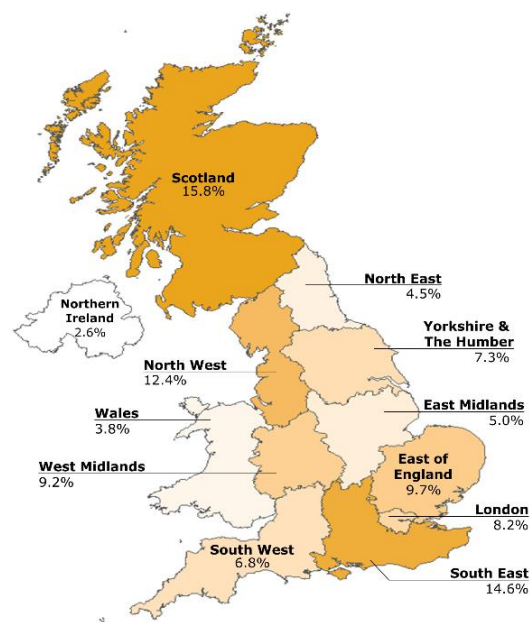 Scotland
15.8%
North East
4.5%
Northern
Ireland
2.6%
Yorkshire &
The Humber
7.3%
North West
12.4%
Wales
3.8%
East Midlands
5.0%
West Midlands
9.2%
East of
England
9.7%
London
8.2%
South West
6.8%
South East
14.6%